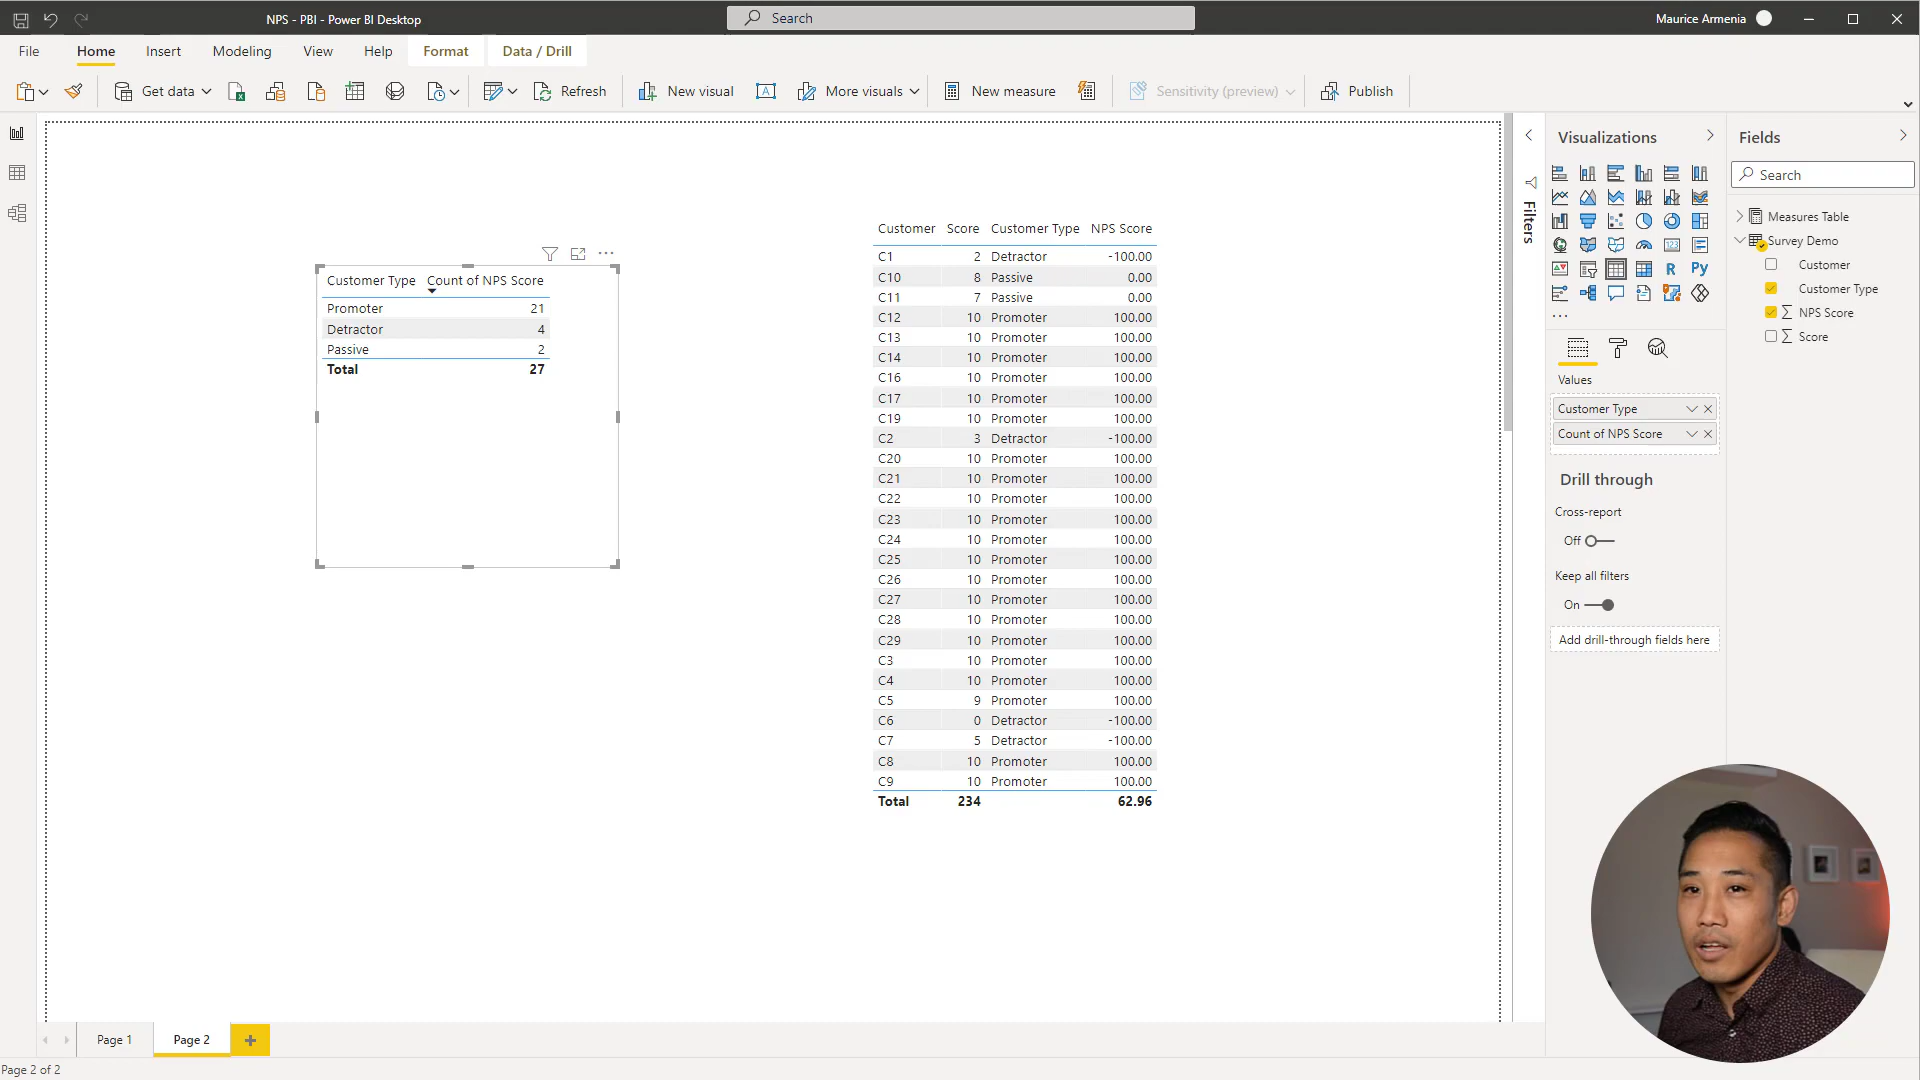 NPS - PBI - Power BI Desktop
Search
Maurice Armenia
File
Home
Insert
Modeling
View
Help
Format
Data / Drill
Get data
Refresh
New visual
More visuals
New measure
Sensitivity (preview)
Publish
Customer Type Count of NPS Score
Promoter 21
Detractor 4
Passive 2
Total 27
Customer Score Customer Type NPS Score
C1 2 Detractor -100.00
C10 8 Passive 0.00
C11 7 Passive 0.00
C12 10 Promoter 100.00
C13 10 Promoter 100.00
C14 10 Promoter 100.00
C16 10 Promoter 100.00
C17 10 Promoter 100.00
C19 10 Promoter 100.00
C2 3 Detractor -100.00
C20 10 Promoter 100.00
C21 10 Promoter 100.00
C22 10 Promoter 100.00
C23 10 Promoter 100.00
C24 10 Promoter 100.00
C25 10 Promoter 100.00
C26 10 Promoter 100.00
C27 10 Promoter 100.00
C28 10 Promoter 100.00
C29 10 Promoter 100.00
C3 10 Promoter 100.00
C4 10 Promoter 100.00
C5 9 Promoter 100.00
C6 0 Detractor -100.00
C7 5 Detractor -100.00
C8 10 Promoter 100.00
C9 10 Promoter 100.00
Total 234 62.96
Filters
Visualizations
123
R
Py
Values
Customer Type
Count of NPS Score
Drill through
Cross-report
Off
Keep all filters
On
Add drill-through fields here
Fields
Search
Measures Table
Survey Demo
Customer
Customer Type
Σ NPS Score
Σ Score
Page 1
Page 2
Page 2 of 2